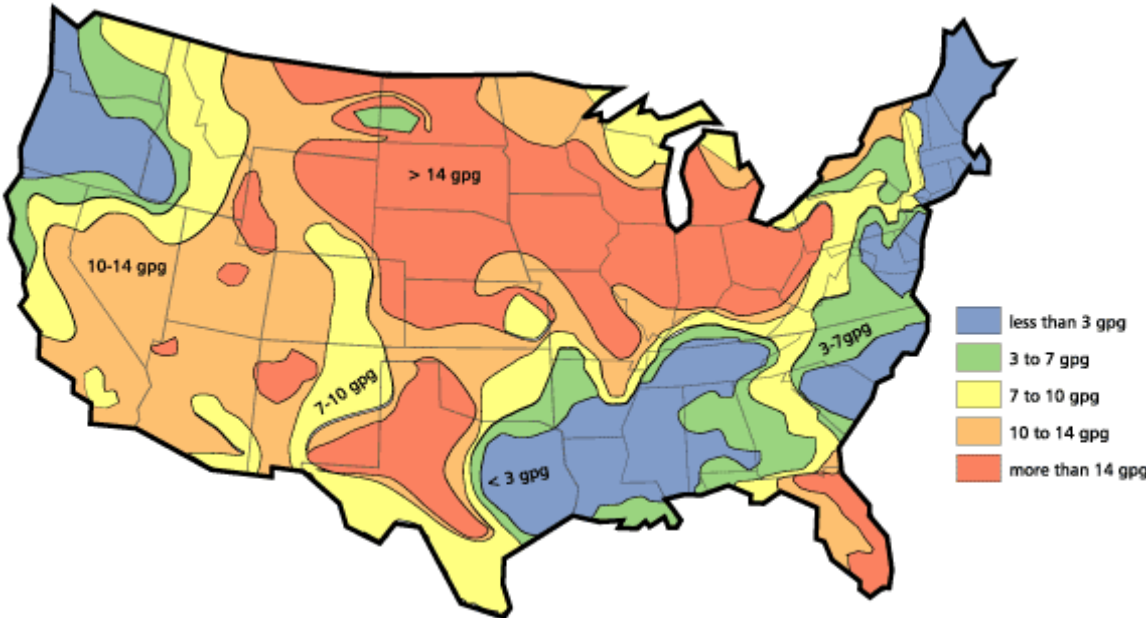 > 14 gpg
10-14 gpg
3-7gpg
7-10 gpg
< 3 gpg
less than 3 gpg
3 to 7 gpg
7 to 10 gpg
10 to 14 gpg
more than 14 gpg